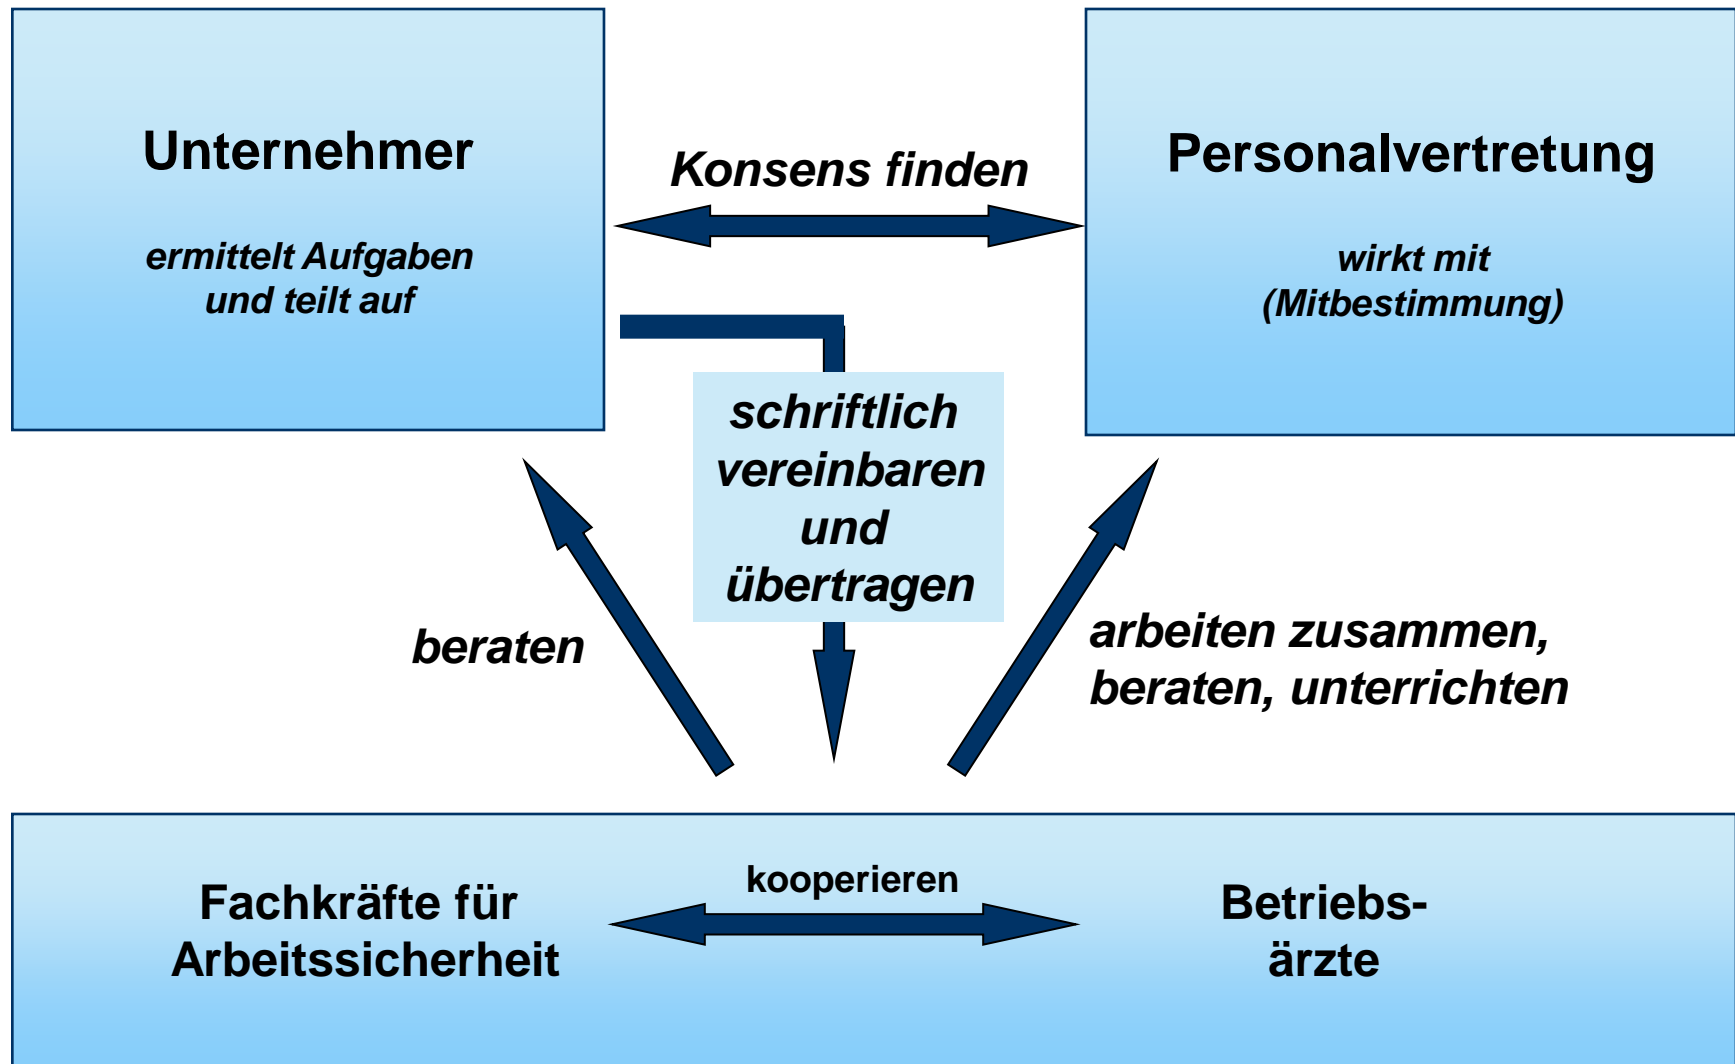 Unternehmer
ermittelt Aufgaben
und teilt auf
Konsens finden
Personalvertretung
wirkt mit
(Mitbestimmung)
schriftlich
vereinbaren
und
übertragen
beraten
arbeiten zusammen,
beraten, unterrichten
Fachkräfte für
Arbeitssicherheit
kooperieren
Betriebs-
ärzte